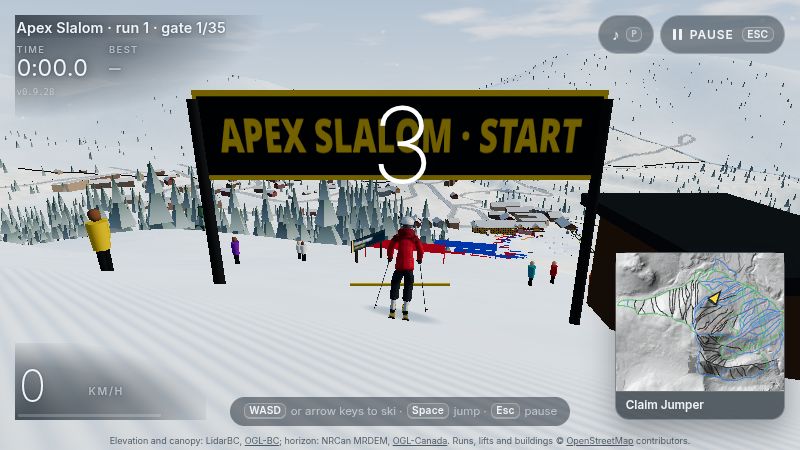 Apex Slalom · run 1 · gate 1/35
TIME BEST
0:00.0 —
v0.9.28
♪ P
PAUSE ESC
APEX SLALOM · START
3
0 KM/H
WASD or arrow keys to ski · Space jump · Esc pause
Claim Jumper
Elevation and canopy: LidarBC, OGL-BC; horizon: NRCan MRDEM, OGL-Canada. Runs, lifts and buildings © OpenStreetMap contributors.